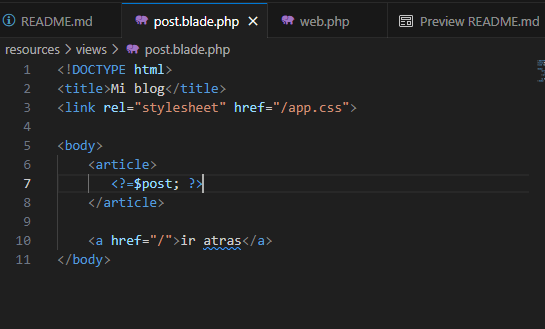 README.md post.blade.php × web.php Preview README.md
resources > views > post.blade.php
1 <!DOCTYPE html>
2 <title>Mi blog</title>
3 <link rel="stylesheet" href="/app.css">
4
5 <body>
6 <article>
7 <?=$post; ?>
8 </article>
9
10 <a href="/">ir atras</a>
11 </body>